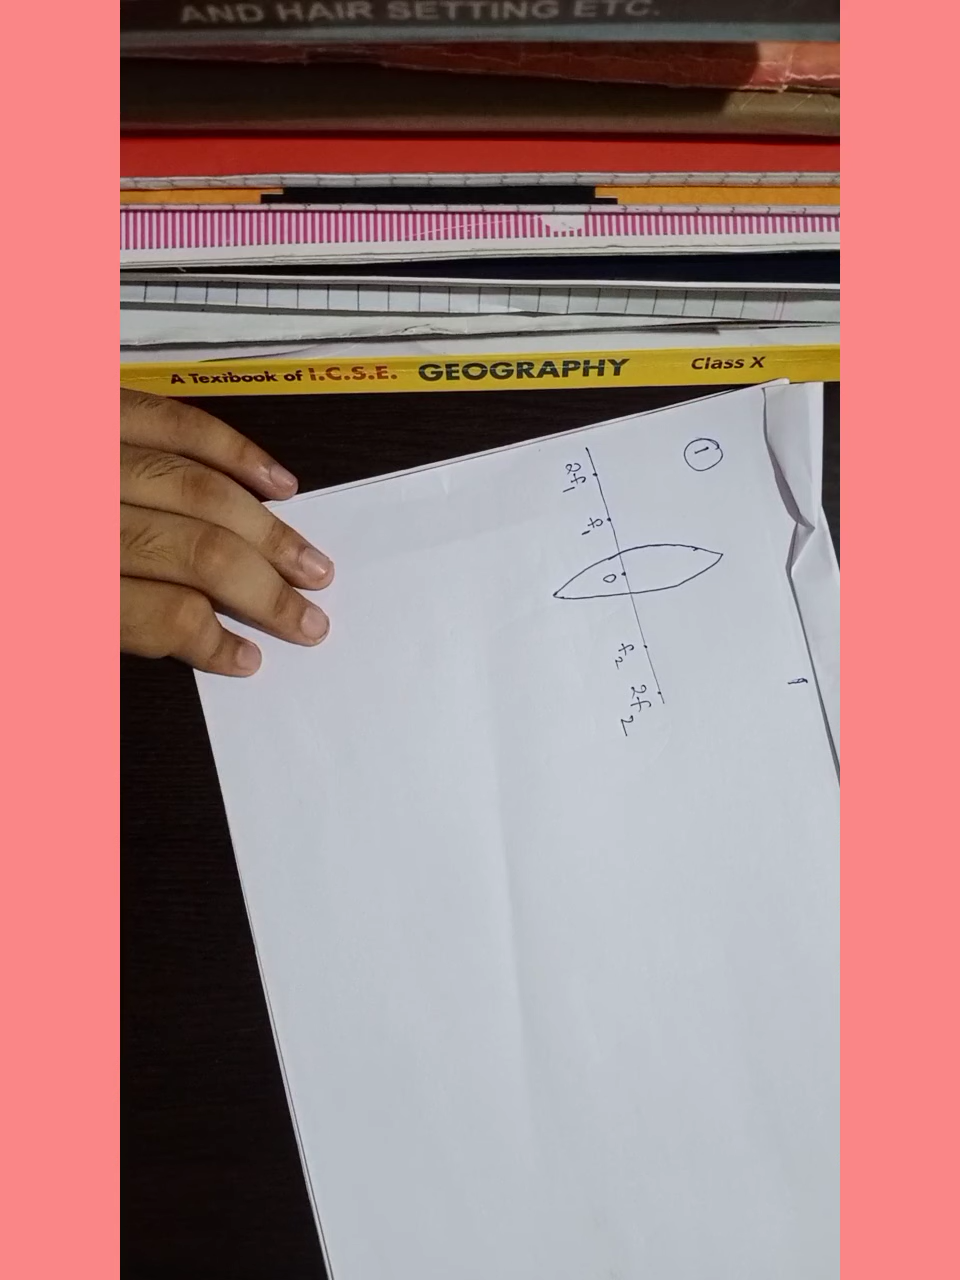 AND HAIR SETTING ETC.
A Textbook of I.C.S.E. GEOGRAPHY Class X
1
2f1 f1 O f2 2f2